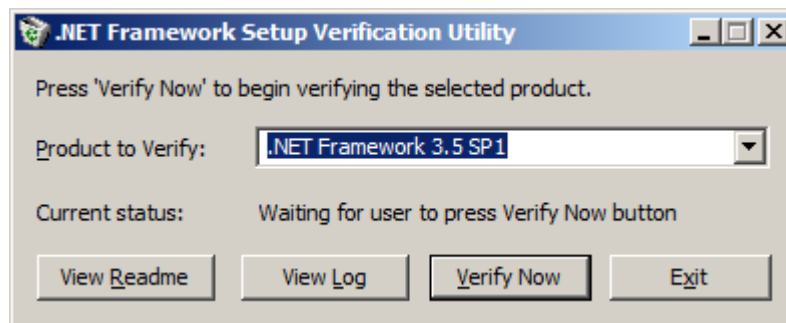 .NET Framework Setup Verification Utility
Press 'Verify Now' to begin verifying the selected product.
Product to Verify: .NET Framework 3.5 SP1
Current status: Waiting for user to press Verify Now button
View Readme View Log Verify Now Exit